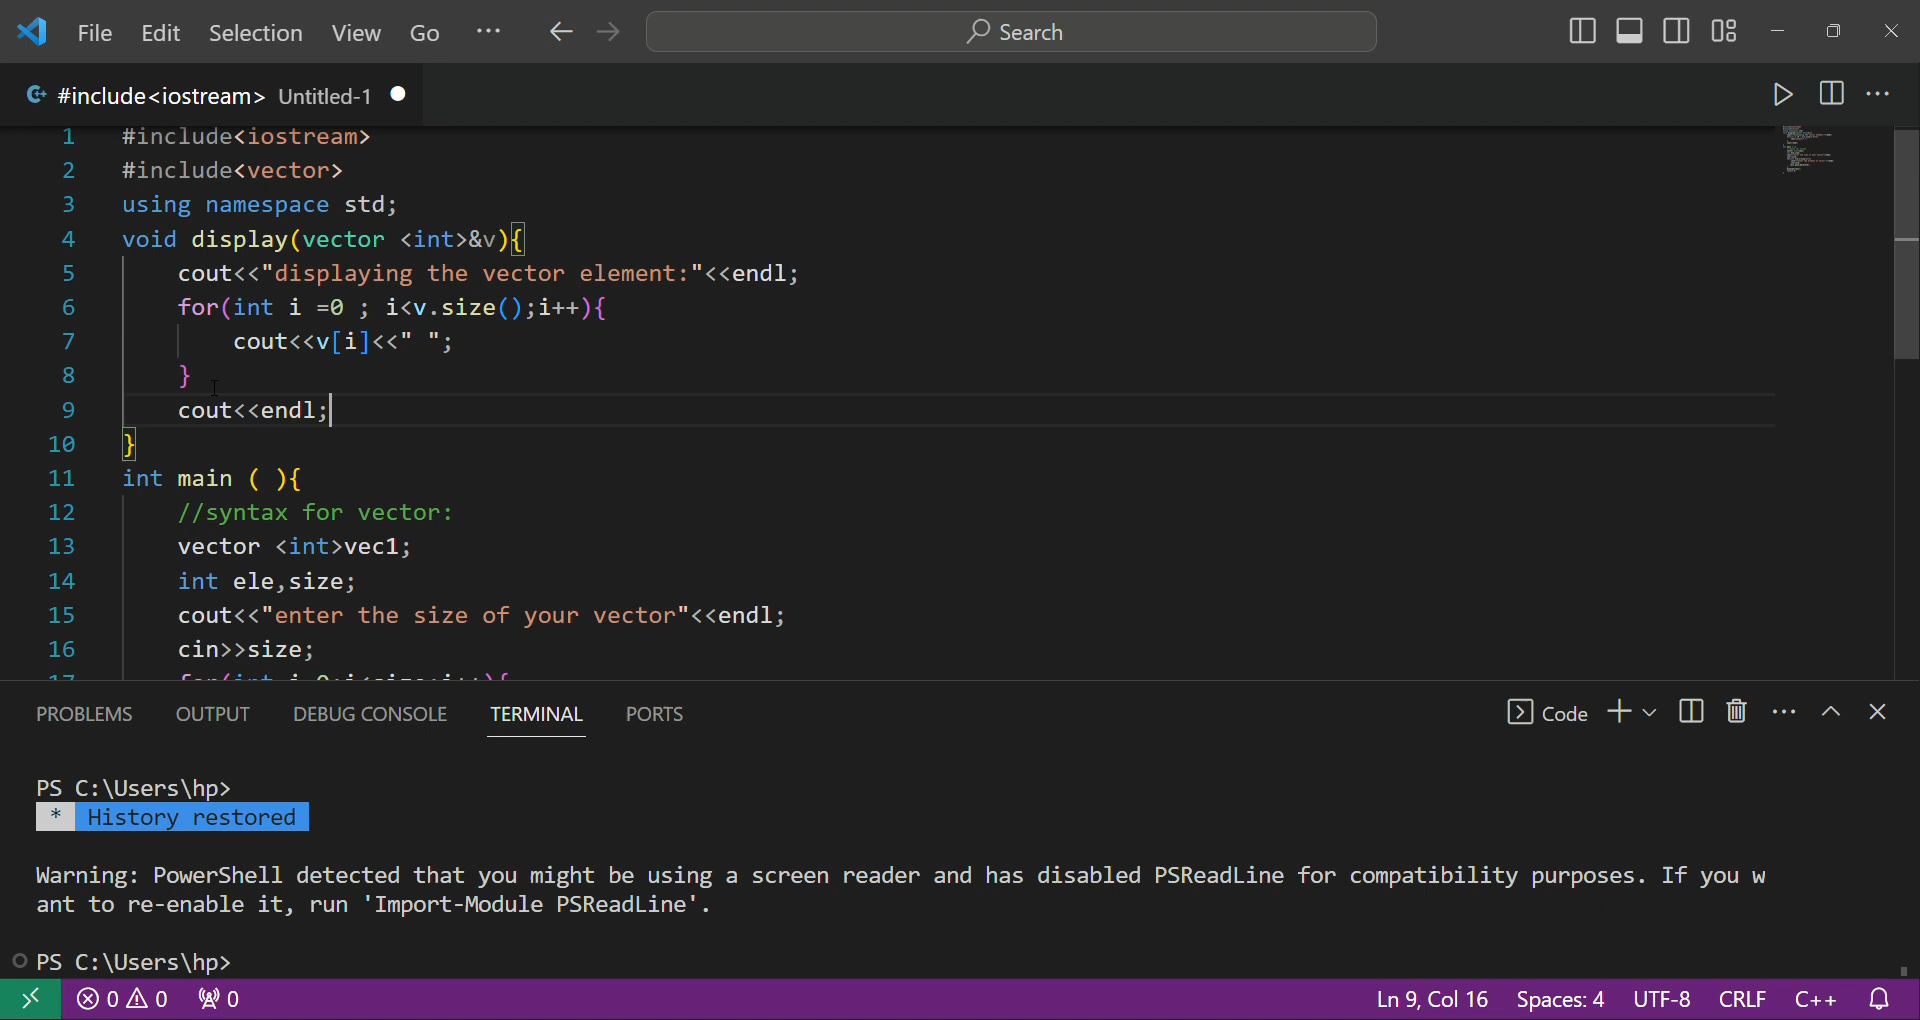 File Edit Selection View Go ··· Search
#include<iostream> Untitled-1
1 #include<iostream>
2 #include<vector>
3 using namespace std;
4 void display(vector <int>&v){
5 cout<<"displaying the vector element:"<<endl;
6 for(int i =0 ; i<v.size();i++){
7 cout<<v[i]<<" ";
8 }
9 cout<<endl;
10 }
11 int main ( ){
12 //syntax for vector:
13 vector <int>vec1;
14 int ele,size;
15 cout<<"enter the size of your vector"<<endl;
16 cin>>size;
PROBLEMS OUTPUT DEBUG CONSOLE TERMINAL PORTS Code
PS C:\Users\hp>
* History restored
Warning: PowerShell detected that you might be using a screen reader and has disabled PSReadLine for compatibility purposes. If you w
ant to re-enable it, run 'Import-Module PSReadLine'.
PS C:\Users\hp>
0 0 0 Ln 9, Col 16 Spaces: 4 UTF-8 CRLF C++